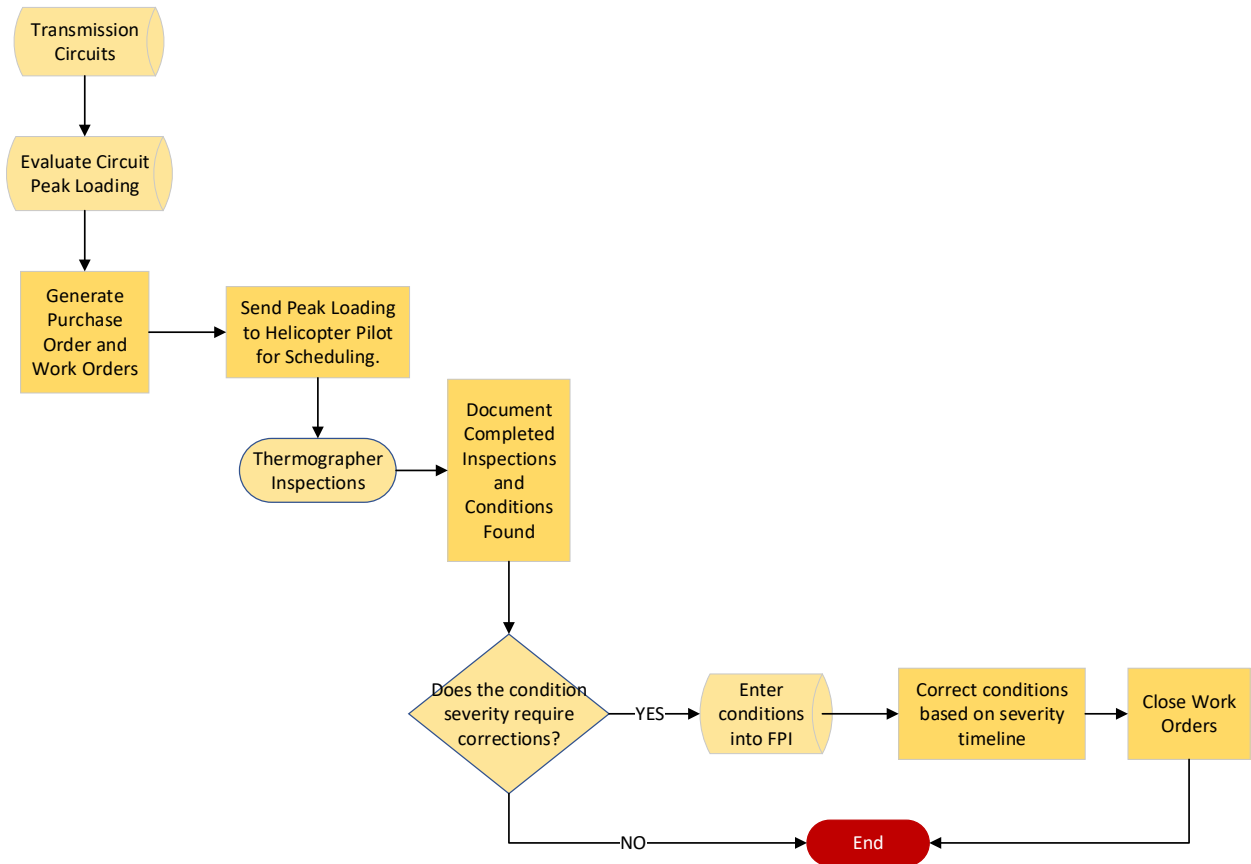 Transmission
Circuits
Evaluate Circuit
Peak Loading
Generate
Purchase
Order and
Work Orders
Send Peak Loading
to Helicopter Pilot
for Scheduling.
Thermographer
Inspections
Document
Completed
Inspections
and
Conditions
Found
Does the condition
severity require
corrections?
YES
Enter
conditions
into FPI
Correct conditions
based on severity
timeline
Close Work
Orders
NO
End